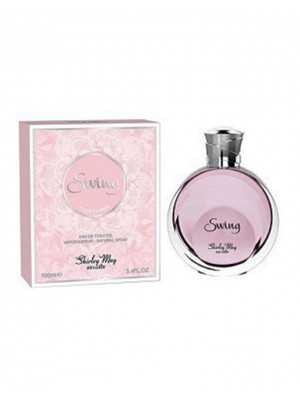 Swing
EAU DE TOILETTE
VAPORISATEUR - NATURAL SPRAY
100ml ℮
3.4FL.OZ.
Shirley May
deluxe
Swing
Shirley May
deluxe